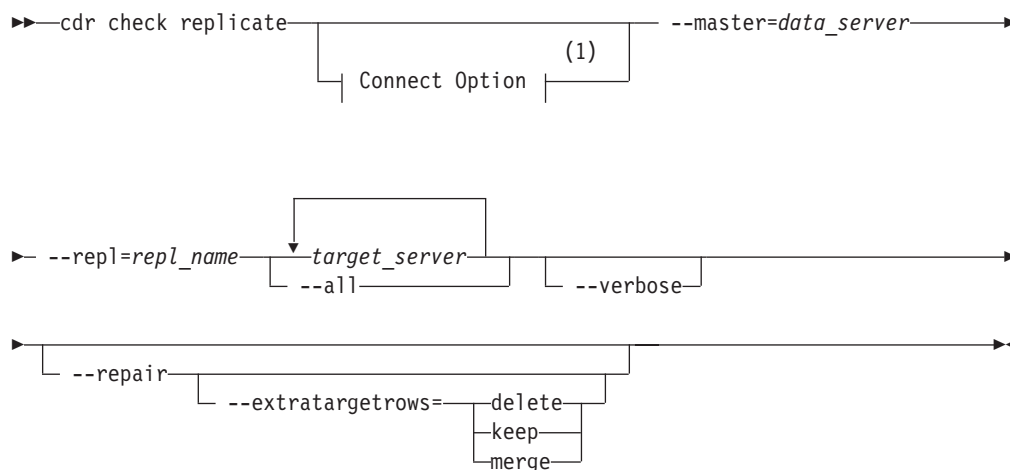 cdr check replicate --master=data_server
(1)
Connect Option
--repl=repl_name target_server
--all --verbose
--repair
--extratargetrows= delete
keep
merge